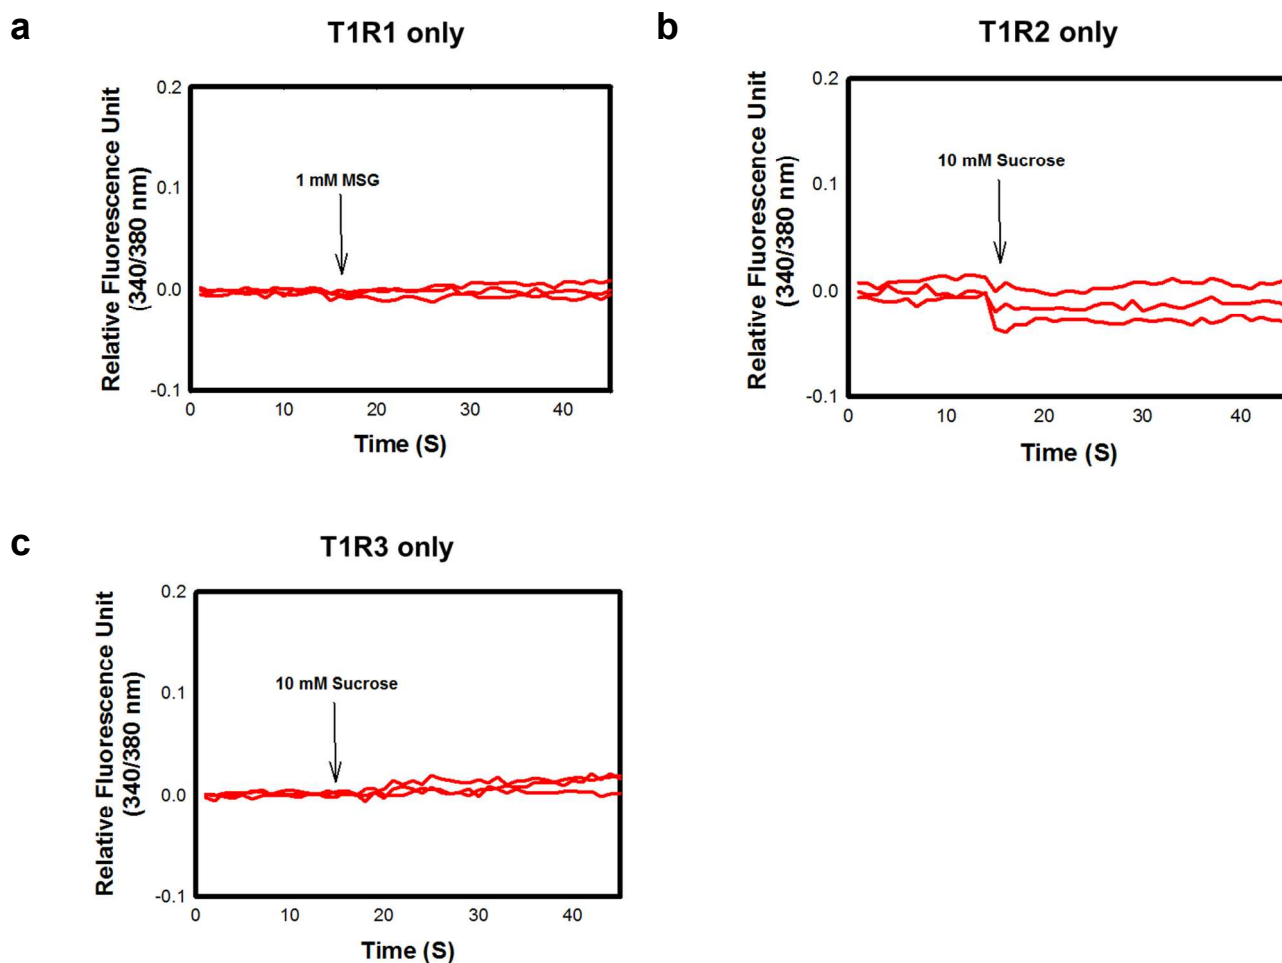 a
T1R1 only
Relative Fluorescence Unit
(340/380 nm)
0.2
0.1
0.0
-0.1
1 mM MSG
0 10 20 30 40
Time (S)
b
T1R2 only
Relative Fluorescence Unit
(340/380 nm)
0.2
0.1
0.0
-0.1
10 mM Sucrose
0 10 20 30 40
Time (S)
c
T1R3 only
Relative Fluorescence Unit
(340/380 nm)
0.2
0.1
0.0
-0.1
10 mM Sucrose
0 10 20 30 40
Time (S)